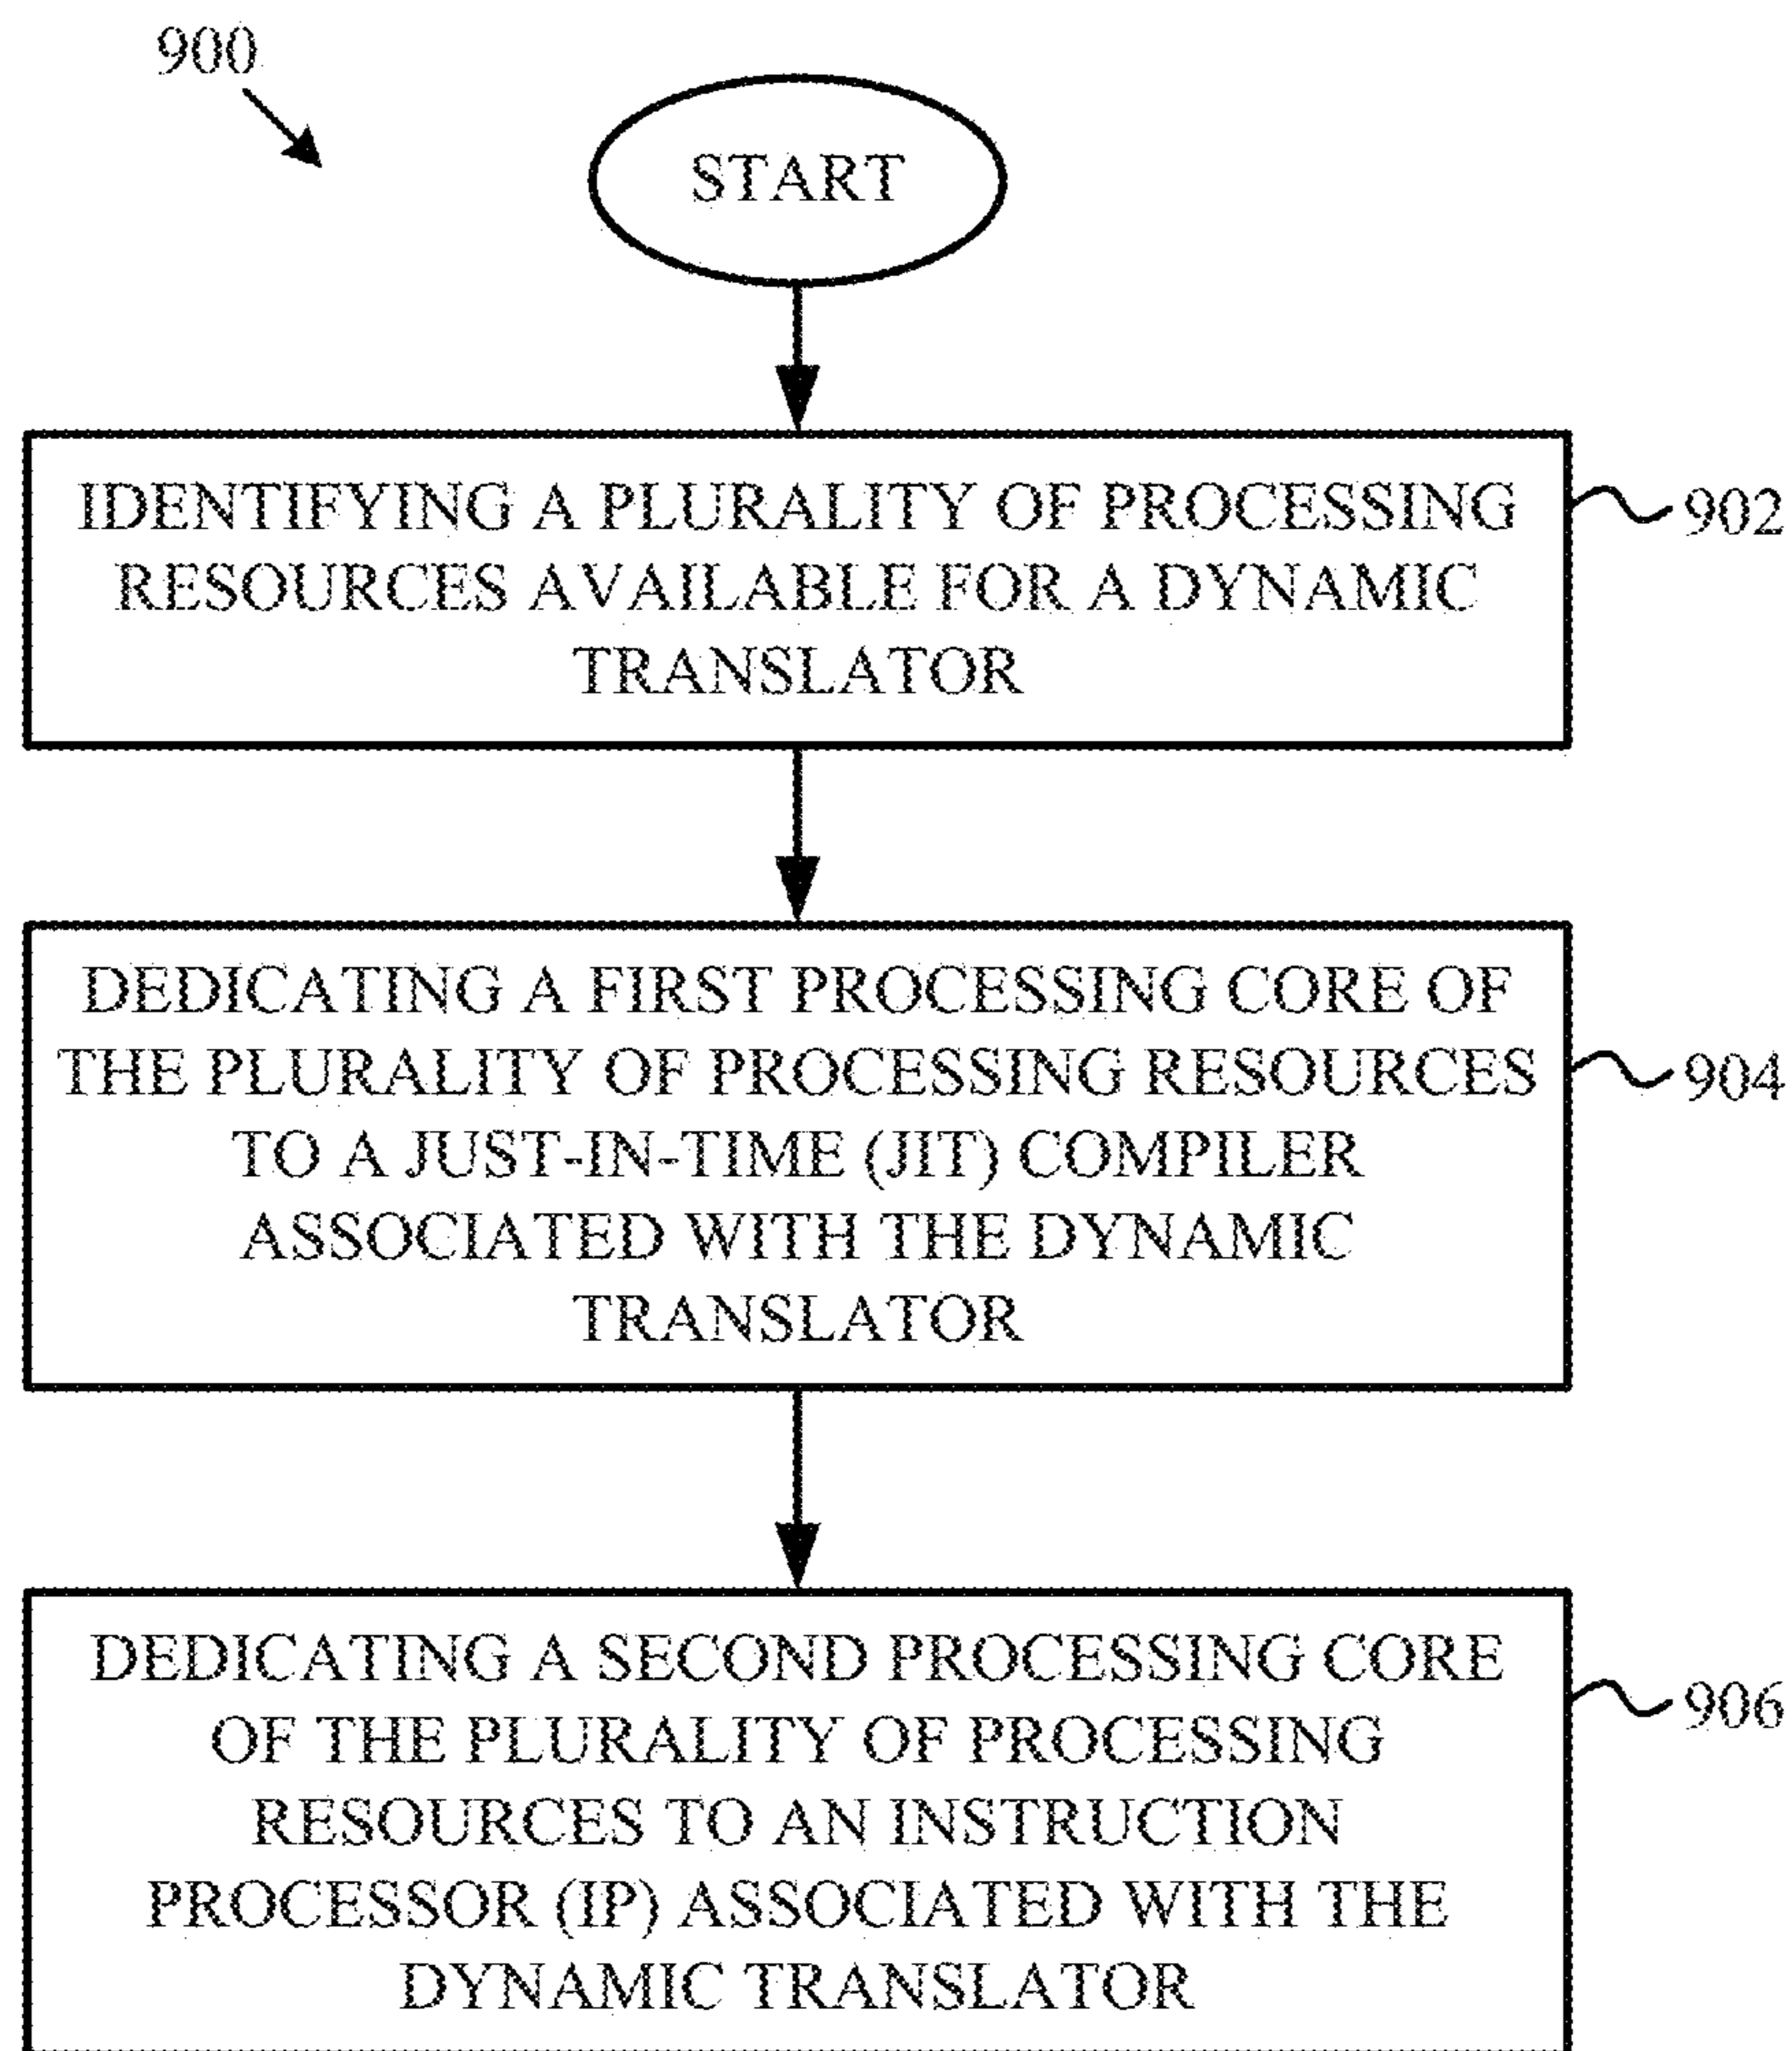 900
START
IDENTIFYING A PLURALITY OF PROCESSING
RESOURCES AVAILABLE FOR A DYNAMIC
TRANSLATOR
902
DEDICATING A FIRST PROCESSING CORE OF
THE PLURALITY OF PROCESSING RESOURCES
TO A JUST-IN-TIME (JIT) COMPILER
ASSOCIATED WITH THE DYNAMIC
TRANSLATOR
904
DEDICATING A SECOND PROCESSING CORE
OF THE PLURALITY OF PROCESSING
RESOURCES TO AN INSTRUCTION
PROCESSOR (IP) ASSOCIATED WITH THE
DYNAMIC TRANSLATOR
906